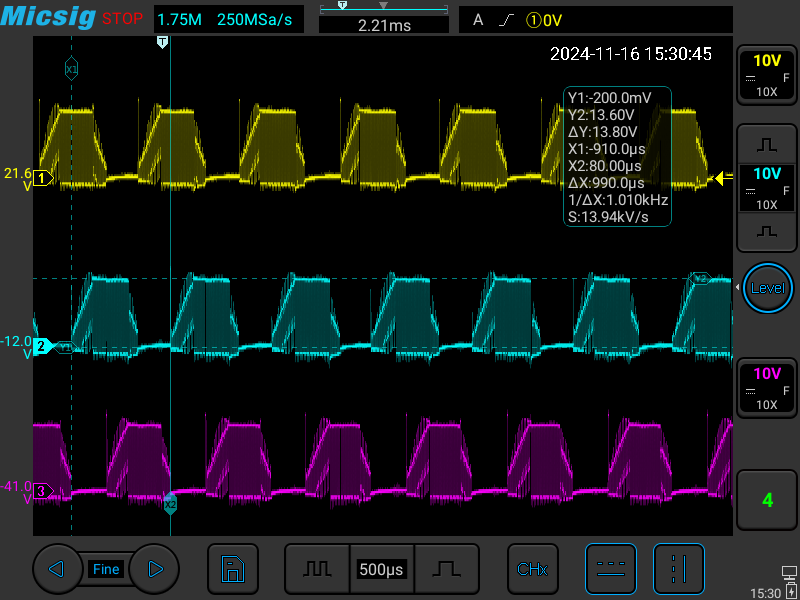 Micsig STOP 1.75M 250MSa/s T 2.21ms A ①0V
T
2024-11-16 15:30:45
X1
Y1:-200.0mV
Y2:13.60V
ΔY:13.80V
X1:-910.0μs
X2:80.00μs
ΔX:990.0μs
1/ΔX:1.010kHz
S:13.94kV/s
21.6 V 1
Y2
-12.0 V 2 Y1
-41.0 V 3
X2
10V
F
10X
10V
F
10X
Level
10V
F
10X
4
Fine 500μs CHx
15:30